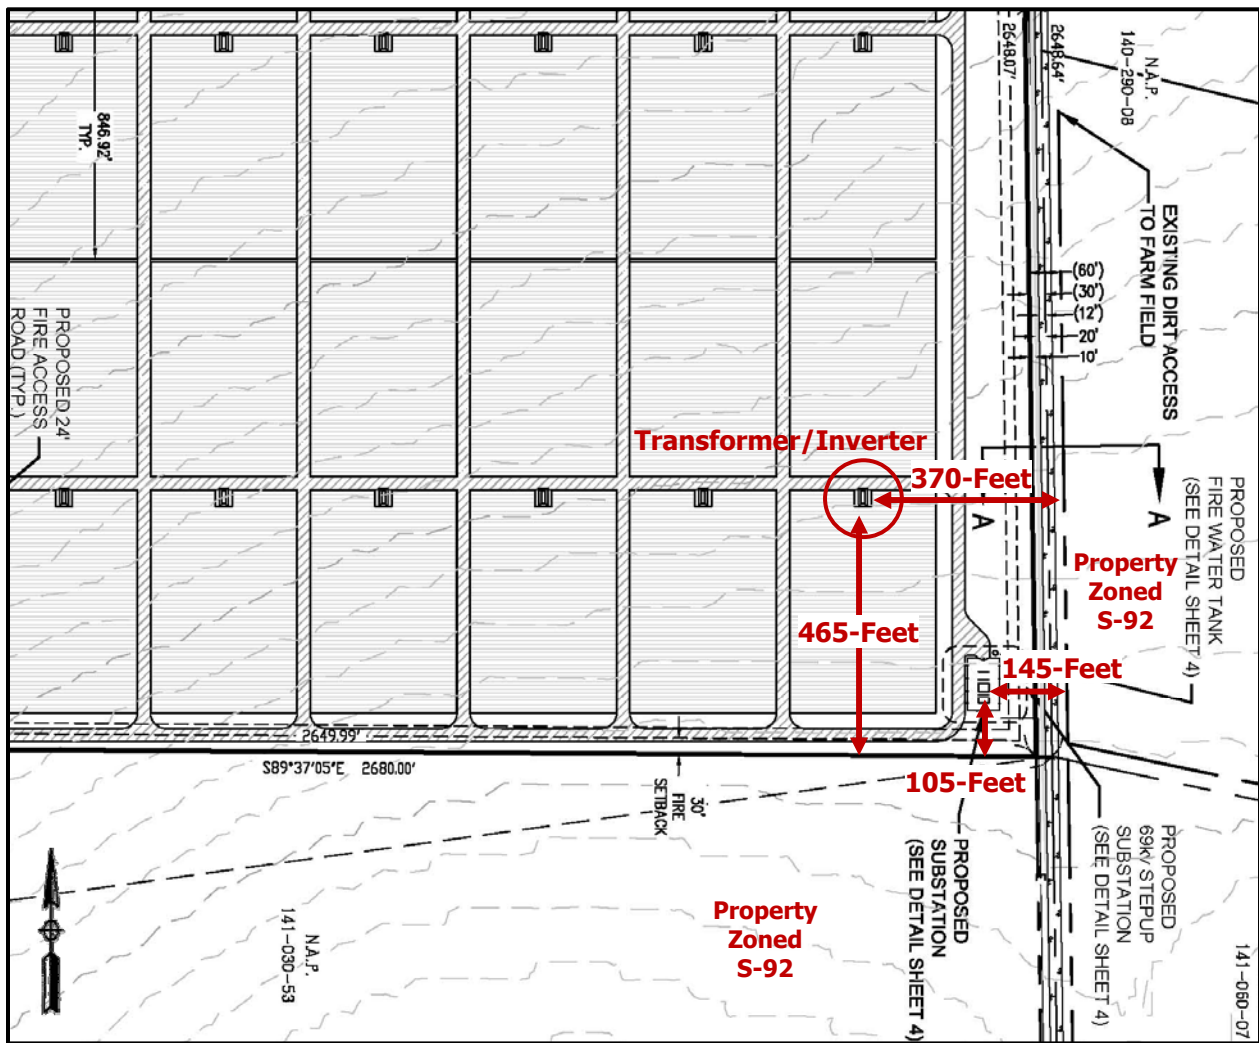 2648.07'
2648.64'
N.A.P.
140-290-08
846.92'
TYP.
EXISTING DIRT ACCESS
TO FARM FIELD
(60')
(30')
(12')
20'
10'
PROPOSED 24'
FIRE ACCESS
ROAD (TYP.)
Transformer/Inverter
370-Feet
A
A
PROPOSED
FIRE WATER TANK
(SEE DETAIL SHEET 4)
Property
Zoned
S-92
465-Feet
145-Feet
2649.99'
S89°37'05"E 2680.00'
105-Feet
30'
FIRE
SETBACK
PROPOSED
SUBSTATION
(SEE DETAIL SHEET 4)
PROPOSED
69kV STEPUP
SUBSTATION
(SEE DETAIL SHEET 4)
Property
Zoned
S-92
N.A.P.
141-030-53
141-060-07